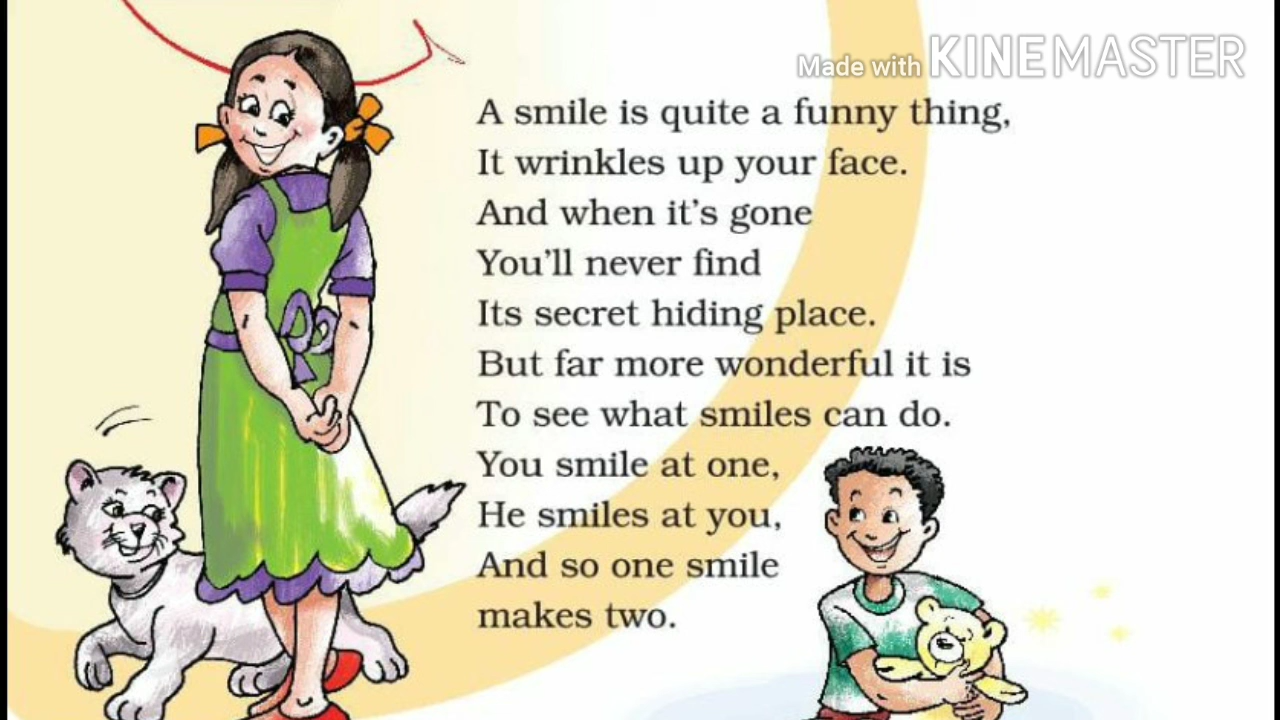 Made with KINEMASTER
A smile is quite a funny thing,
It wrinkles up your face.
And when it's gone
You'll never find
Its secret hiding place.
But far more wonderful it is
To see what smiles can do.
You smile at one,
He smiles at you,
And so one smile
makes two.